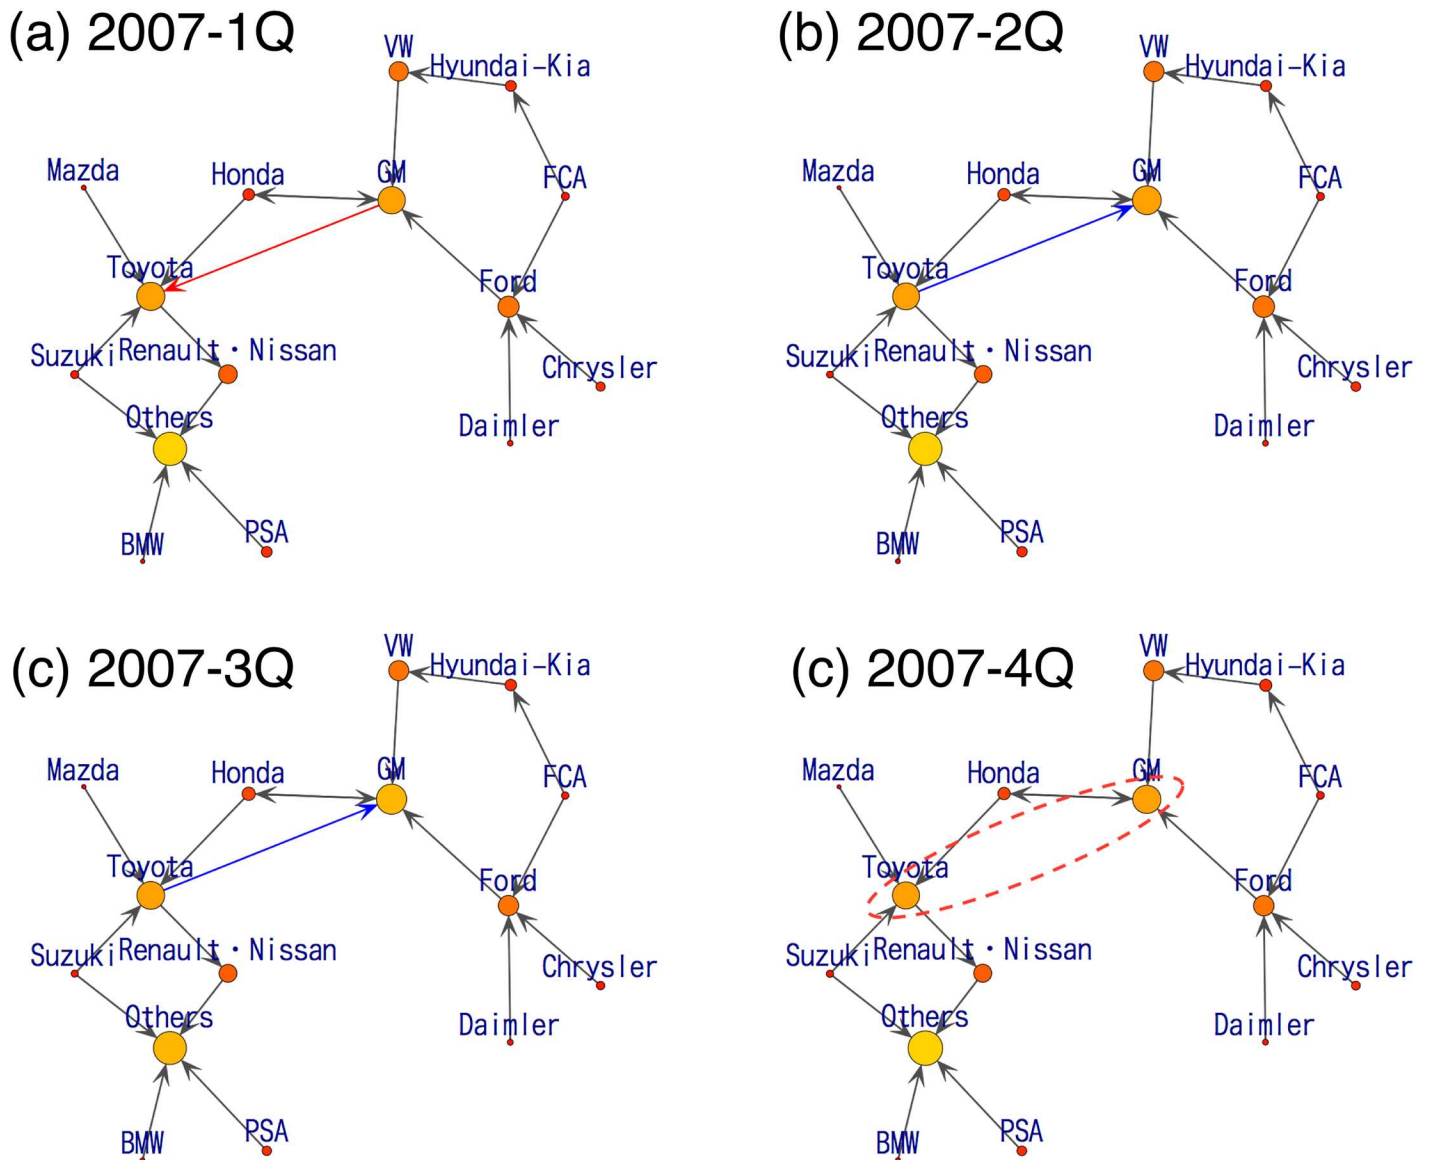 (a) 2007-1Q
VW
Hyundai-Kia
Mazda
Honda
GM
FCA
Toyota
Ford
Suzuki
Renault・Nissan
Chrysler
Others
Daimler
BMW
PSA
(b) 2007-2Q
VW
Hyundai-Kia
Mazda
Honda
GM
FCA
Toyota
Ford
Suzuki
Renault・Nissan
Chrysler
Others
Daimler
BMW
PSA
(c) 2007-3Q
VW
Hyundai-Kia
Mazda
Honda
GM
FCA
Toyota
Ford
Suzuki
Renault・Nissan
Chrysler
Others
Daimler
BMW
PSA
(c) 2007-4Q
VW
Hyundai-Kia
Mazda
Honda
GM
FCA
Toyota
Ford
Suzuki
Renault・Nissan
Chrysler
Others
Daimler
BMW
PSA